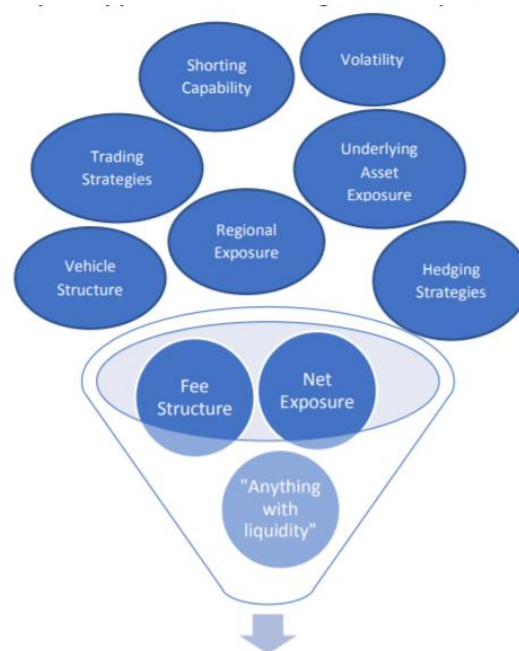 Shorting
Capability
Volatility
Trading
Strategies
Underlying
Asset
Exposure
Regional
Exposure
Vehicle
Structure
Hedging
Strategies
Fee
Structure
Net
Exposure
"Anything
with
liquidity"